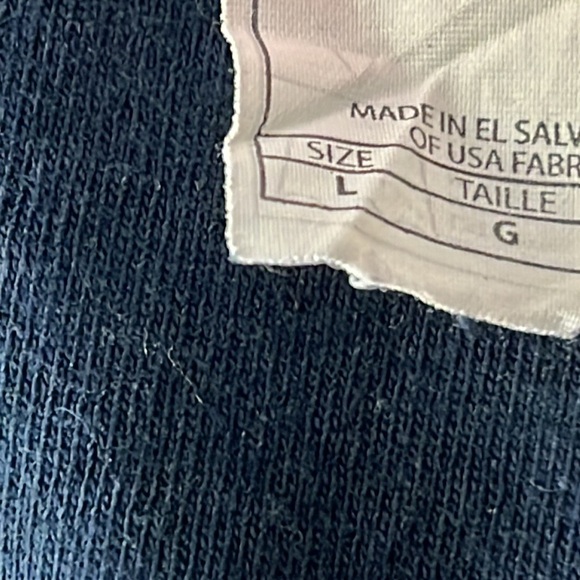 MADE IN EL SALV
OF USA FABR
SIZE TAILLE
L G